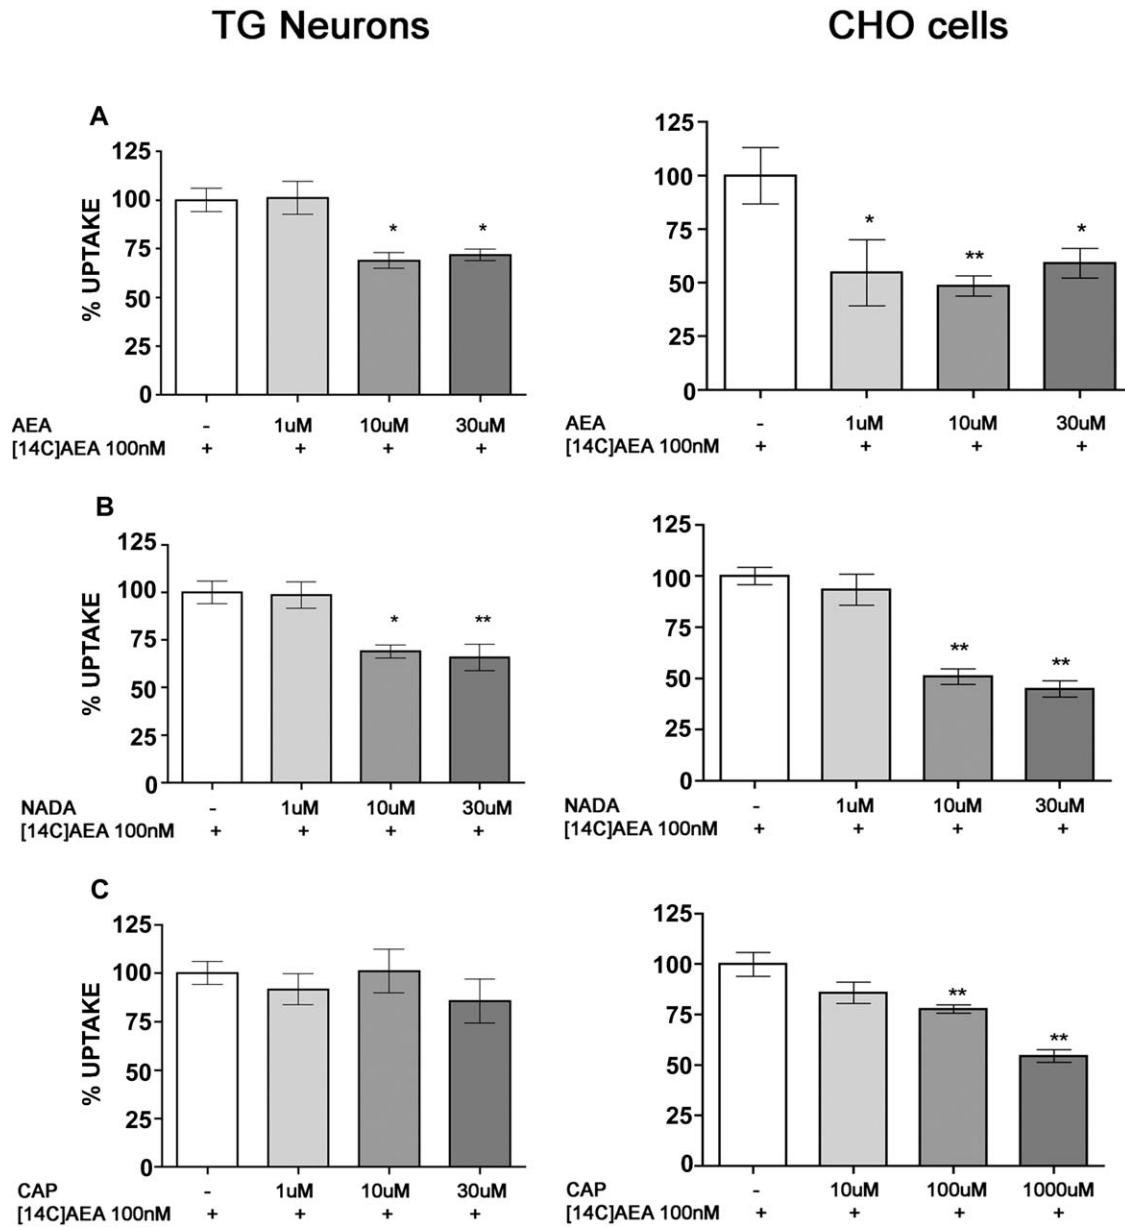 TG Neurons CHO cells
A
125
100
75
50
25
0
% UPTAKE
* *
AEA - 1uM 10uM 30uM
[14C]AEA 100nM + + + +
125
100
75
50
25
0
* ** *
AEA - 1uM 10uM 30uM
[14C]AEA 100nM + + + +
B
125
100
75
50
25
0
% UPTAKE
* **
NADA - 1uM 10uM 30uM
[14C]AEA 100nM + + + +
125
100
75
50
25
0
** **
NADA - 1uM 10uM 30uM
[14C]AEA 100nM + + + +
C
125
100
75
50
25
0
% UPTAKE
CAP - 1uM 10uM 30uM
[14C]AEA 100nM + + + +
125
100
75
50
25
0
** **
CAP - 10uM 100uM 1000uM
[14C]AEA 100nM + + + +